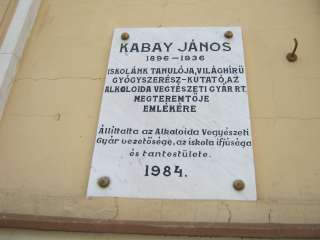 KABAY JÁNOS
1896-1936
ISKOLÁNK TANULÓJA, VILÁGHÍRŰ
GYÓGYSZERÉSZ-KUTATÓ, AZ
ALKALOIDA VEGYÉSZETI GYÁR RT.
MEGTEREMTŐJE
EMLÉKÉRE
Állíttatta az Alkaloida Vegyészeti
Gyár vezetősége, az iskola ifjúsága
és tantestülete.
1984.